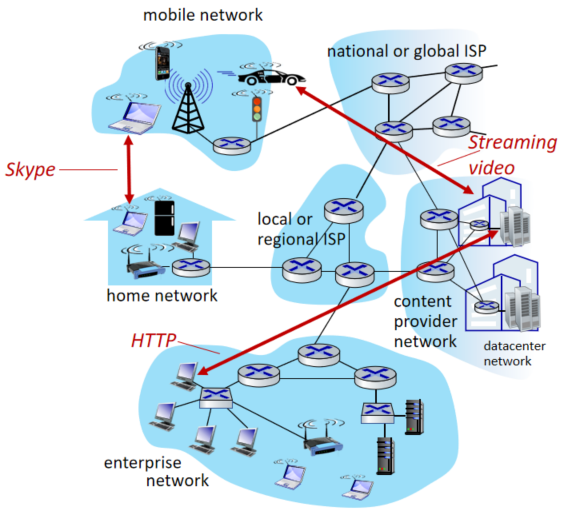 mobile network
national or global ISP
Streaming
video
Skype
local or
regional ISP
home network
content
provider
network
datacenter
network
HTTP
enterprise
network